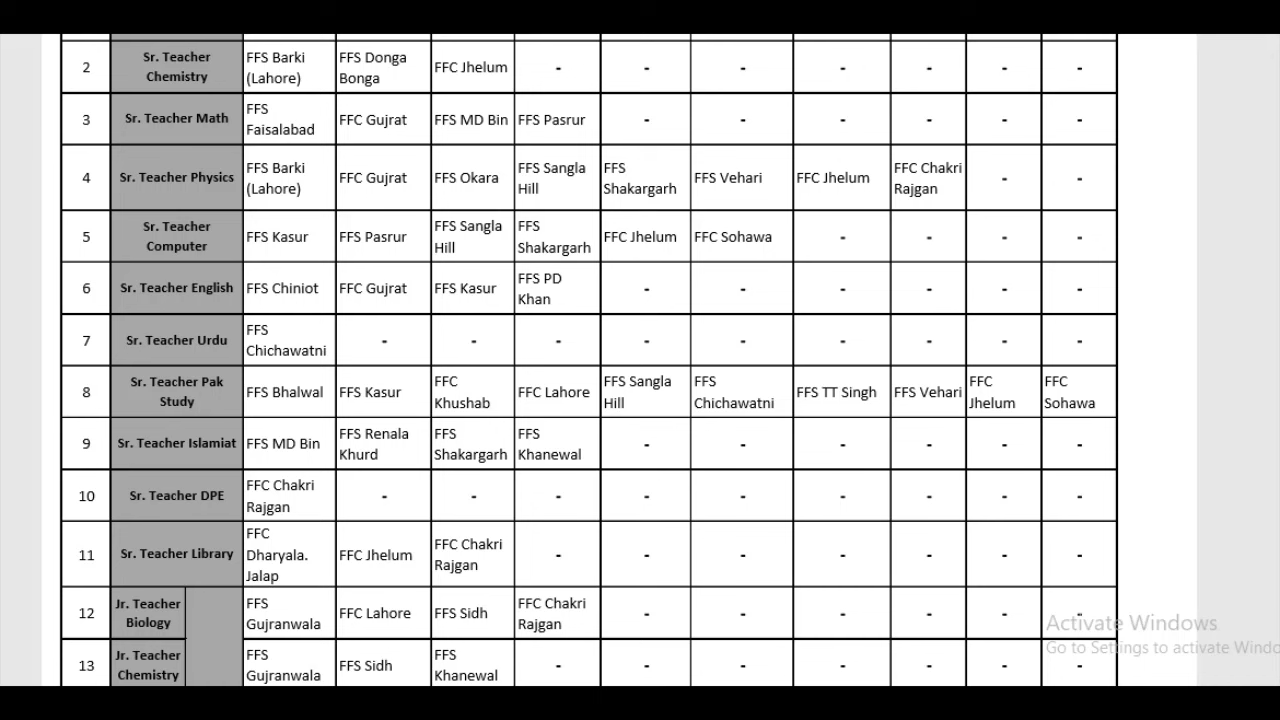 2 Sr. Teacher Chemistry FFS Barki (Lahore) FFS Donga Bonga FFC Jhelum - - - - - - -
3 Sr. Teacher Math FFS Faisalabad FFC Gujrat FFS MD Bin FFS Pasrur - - - - - -
4 Sr. Teacher Physics FFS Barki (Lahore) FFC Gujrat FFS Okara FFS Sangla Hill FFS Shakargarh FFS Vehari FFC Jhelum FFC Chakri Rajgan - -
5 Sr. Teacher Computer FFS Kasur FFS Pasrur FFS Sangla Hill FFS Shakargarh FFC Jhelum FFC Sohawa - - - -
6 Sr. Teacher English FFS Chiniot FFC Gujrat FFS Kasur FFS PD Khan - - - - - -
7 Sr. Teacher Urdu FFS Chichawatni - - - - - - - - -
8 Sr. Teacher Pak Study FFS Bhalwal FFS Kasur FFC Khushab FFC Lahore FFS Sangla Hill FFS Chichawatni FFS TT Singh FFS Vehari FFC Jhelum FFC Sohawa
9 Sr. Teacher Islamiat FFS MD Bin FFS Renala Khurd FFS Shakargarh FFS Khanewal - - - - - -
10 Sr. Teacher DPE FFC Chakri Rajgan - - - - - - - - -
11 Sr. Teacher Library FFC Dharyala. Jalap FFC Jhelum FFC Chakri Rajgan - - - - - - -
12 Jr. Teacher Biology FFS Gujranwala FFC Lahore FFS Sidh FFC Chakri Rajgan - - - - - -
13 Jr. Teacher Chemistry FFS Gujranwala FFS Sidh FFS Khanewal - - - - - - -
Activate Windows
Go to Settings to activate Windo